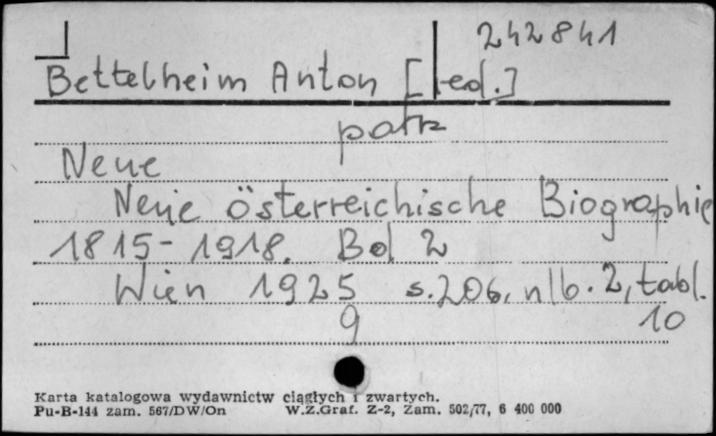 242841
Bettelheim Anton [red.]
patrz
Neue
Neue österreichische Biographie
1815-1918. Bd 2
Wien 1925 s. 206, nlb. 2, tabl.
9 10
Karta katalogowa wydawnictw ciągłych i zwartych.
Pu-B-144 zam. 567/DW/On W.Z.Graf. Z-2, Zam. 502/77, 6 400 000